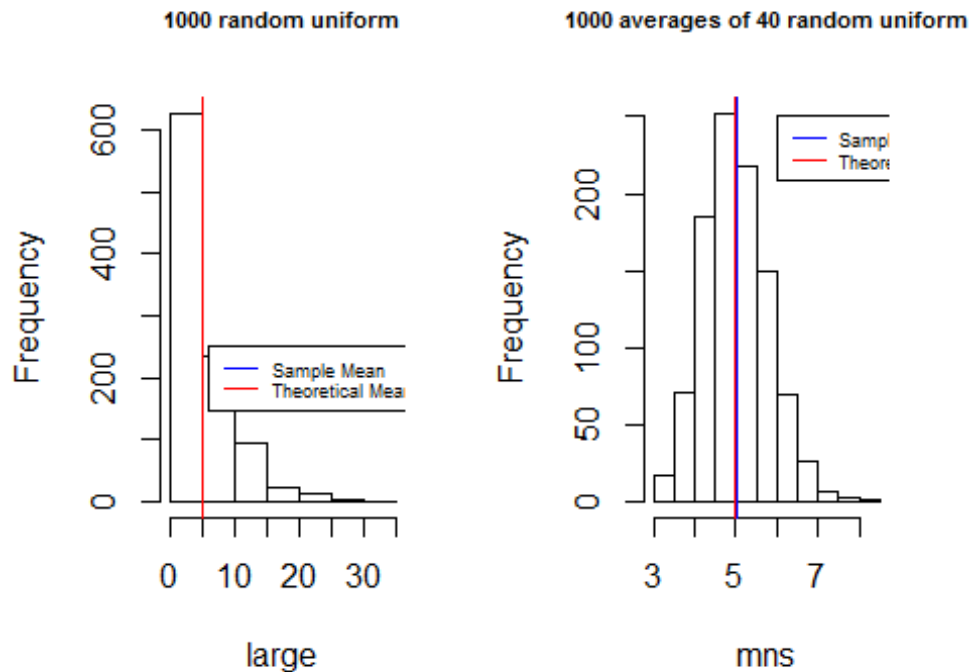 1000 random uniform
Frequency
0
200
400
600
Sample Mean
Theoretical Mea
0 10 20 30
large
1000 averages of 40 random uniform
Frequency
0
50
100
200
Sampl
Theore
3 5 7
mns